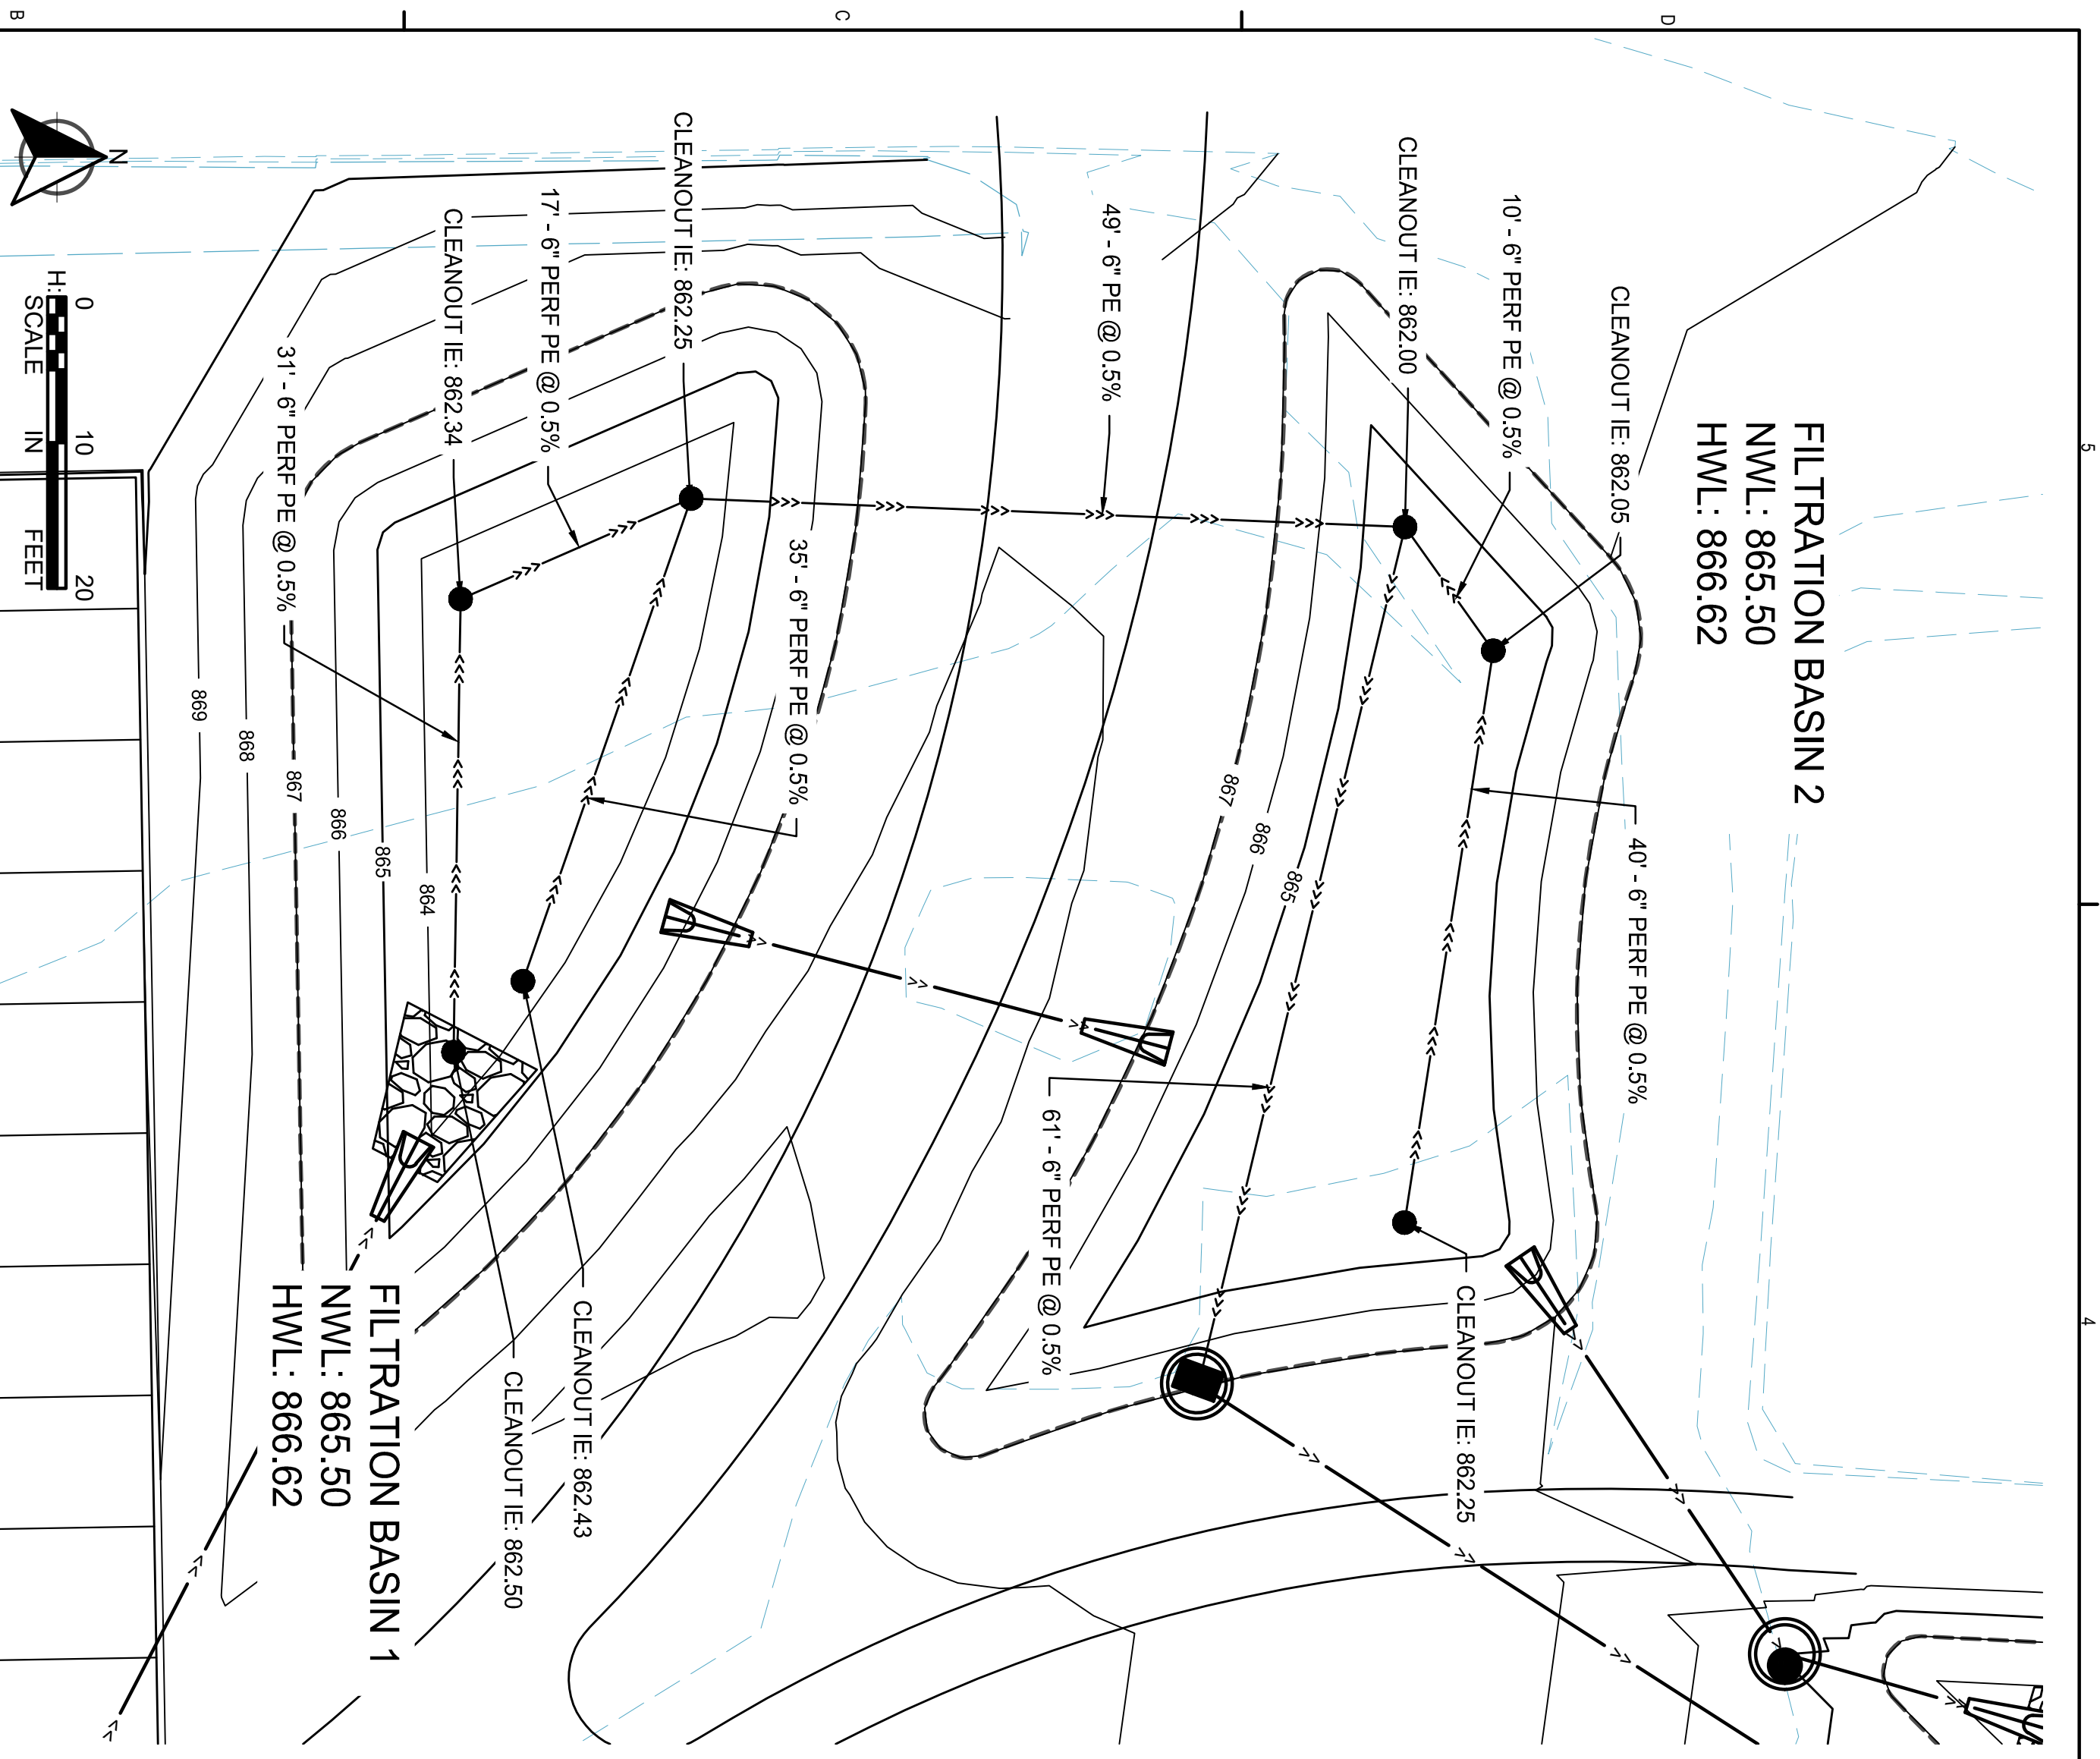 FILTRATION BASIN 2
NWL: 865.50
HWL: 866.62
CLEANOUT IE: 862.05
10' - 6" PERF PE @ 0.5%
CLEANOUT IE: 862.00
40' - 6" PERF PE @ 0.5%
CLEANOUT IE: 862.25
49' - 6" PE @ 0.5%
61' - 6" PERF PE @ 0.5%
867
866
865
35' - 6" PERF PE @ 0.5%
CLEANOUT IE: 862.25
17' - 6" PERF PE @ 0.5%
CLEANOUT IE: 862.34
31' - 6" PERF PE @ 0.5%
CLEANOUT IE: 862.43
CLEANOUT IE: 862.50
864
865
866
867
868
869
FILTRATION BASIN 1
NWL: 865.50
HWL: 866.62
N
0 10 20
H:
SCALE IN FEET
B
C
D
5
4